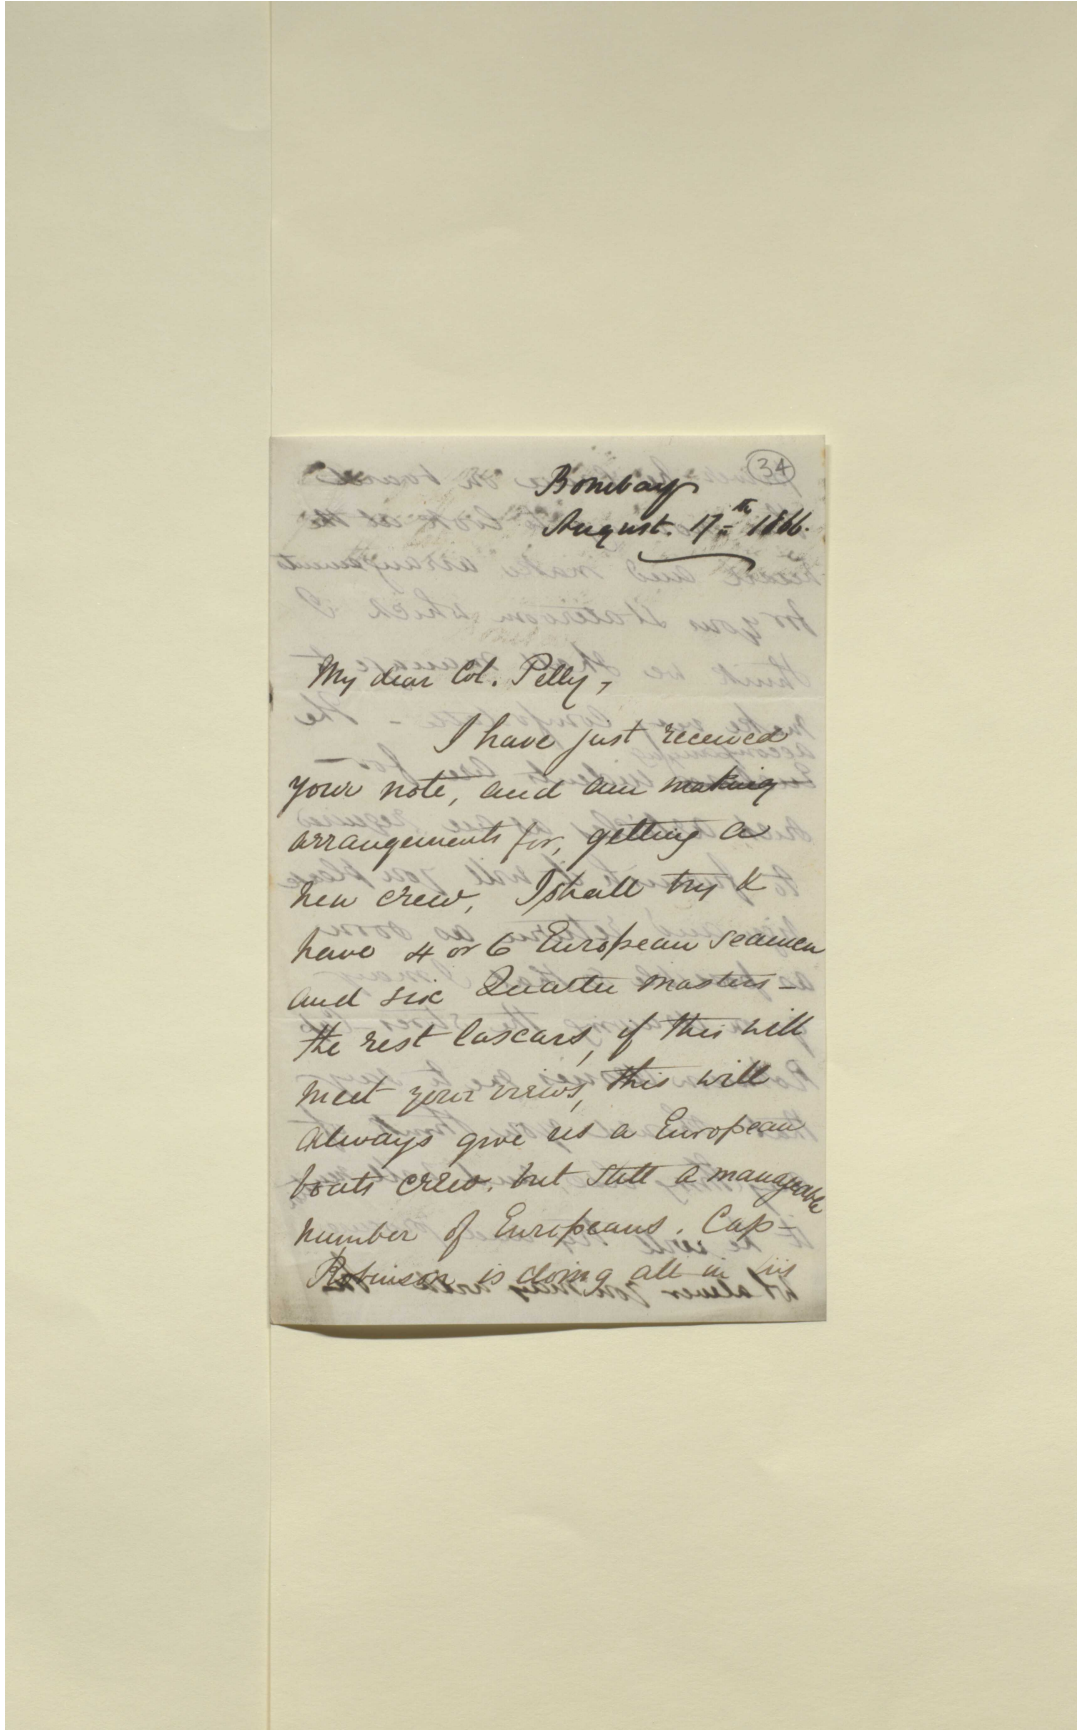 34
Bombay
August. 17th 1866.
My dear Col. Pelly,
I have just received
your note, and am making
arrangements for, getting a
new crew, I shall try to
have 4 or 6 European seamen
and six Quarter masters -
the rest lascars, if this will
meet your views, this will
always give us a European
boats crew. but still a manageable
number of Europeans. Cap
Robinson is doing all in his